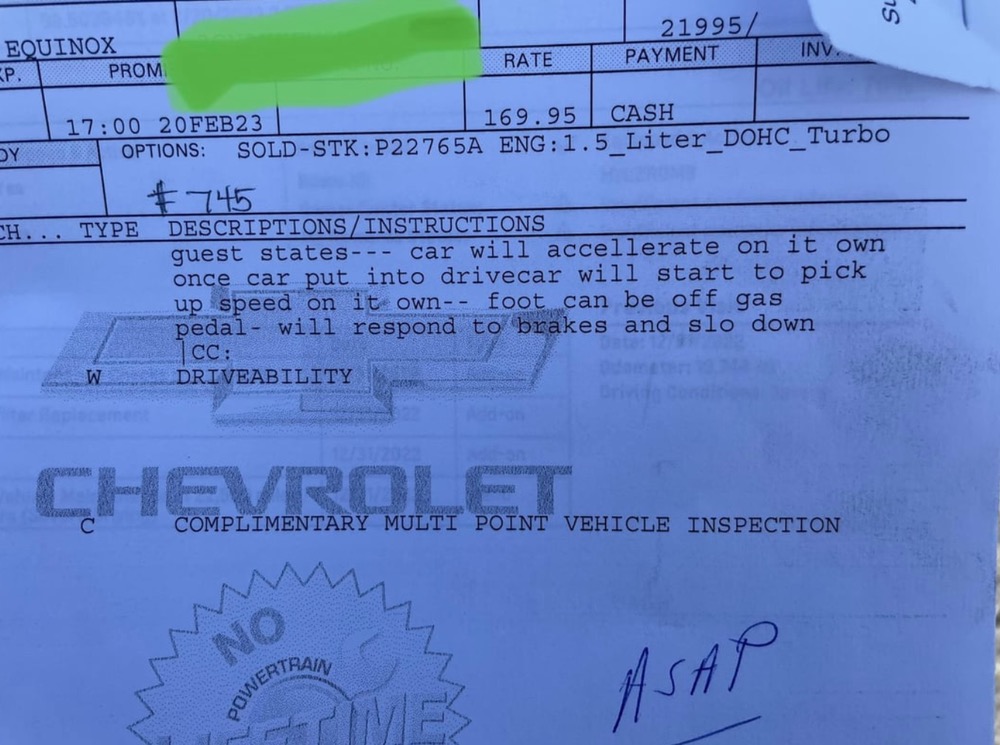 EQUINOX
21995/
XP.
PROM
RATE
PAYMENT
INV.
17:00 20FEB23
169.95
CASH
DY
OPTIONS: SOLD-STK:P22765A ENG:1.5_Liter_DOHC_Turbo
# 745
CH... TYPE DESCRIPTIONS/INSTRUCTIONS
guest states--- car will accellerate on it own
once car put into drivecar will start to pick
up speed on it own-- foot can be off gas
pedal- will respond to brakes and slo down
CC:
W DRIVEABILITY
CHEVROLET
C COMPLIMENTARY MULTI POINT VEHICLE INSPECTION
NO
POWERTRAIN
LIFETIME
ASAP